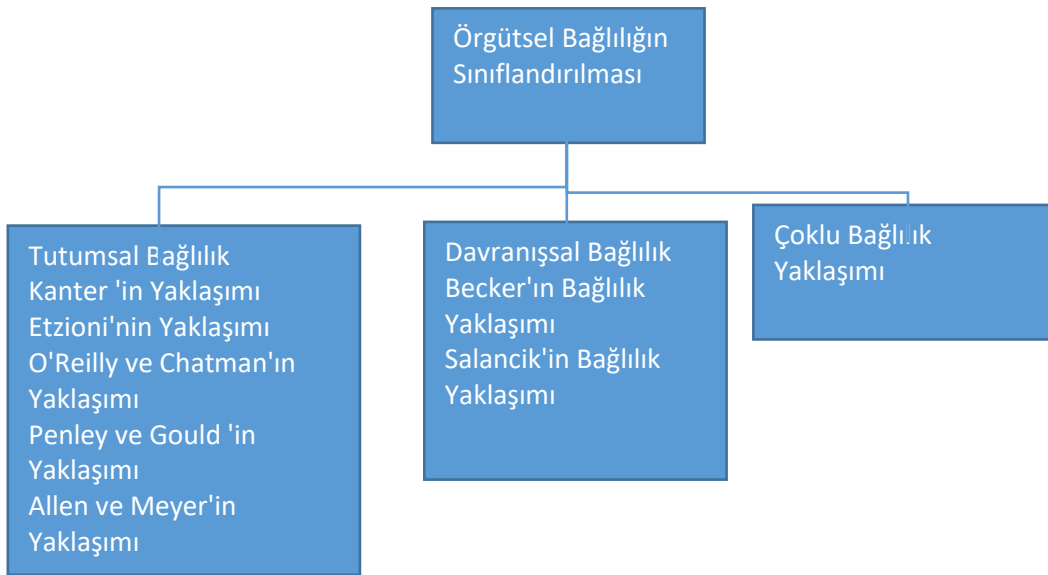 Örgütsel Bağlılığın
Sınıflandırılması
Tutumsal Bağlılık
Kanter 'in Yaklaşımı
Etzioni'nin Yaklaşımı
O'Reilly ve Chatman'ın
Yaklaşımı
Penley ve Gould 'in
Yaklaşımı
Allen ve Meyer'in
Yaklaşımı
Davranışsal Bağlılık
Becker'ın Bağlılık
Yaklaşımı
Salancik'in Bağlılık
Yaklaşımı
Çoklu Bağlılık
Yaklaşımı